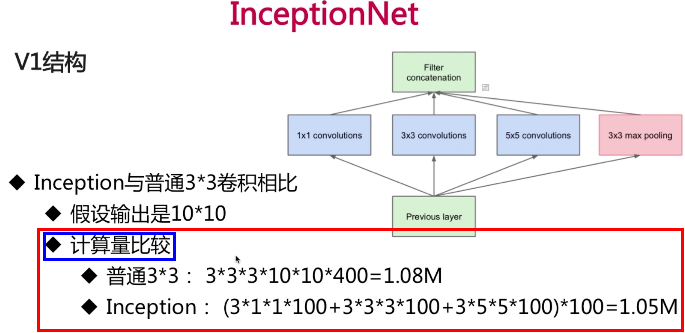 InceptionNet
V1结构
Filter
concatenation
1x1 convolutions
3x3 convolutions
5x5 convolutions
3x3 max pooling
Previous layer
◆ Inception与普通3*3卷积相比
◆ 假设输出是10*10
◆ 计算量比较
◆ 普通3*3： 3*3*3*10*10*400=1.08M
◆ Inception： (3*1*1*100+3*3*3*100+3*5*5*100)*100=1.05M